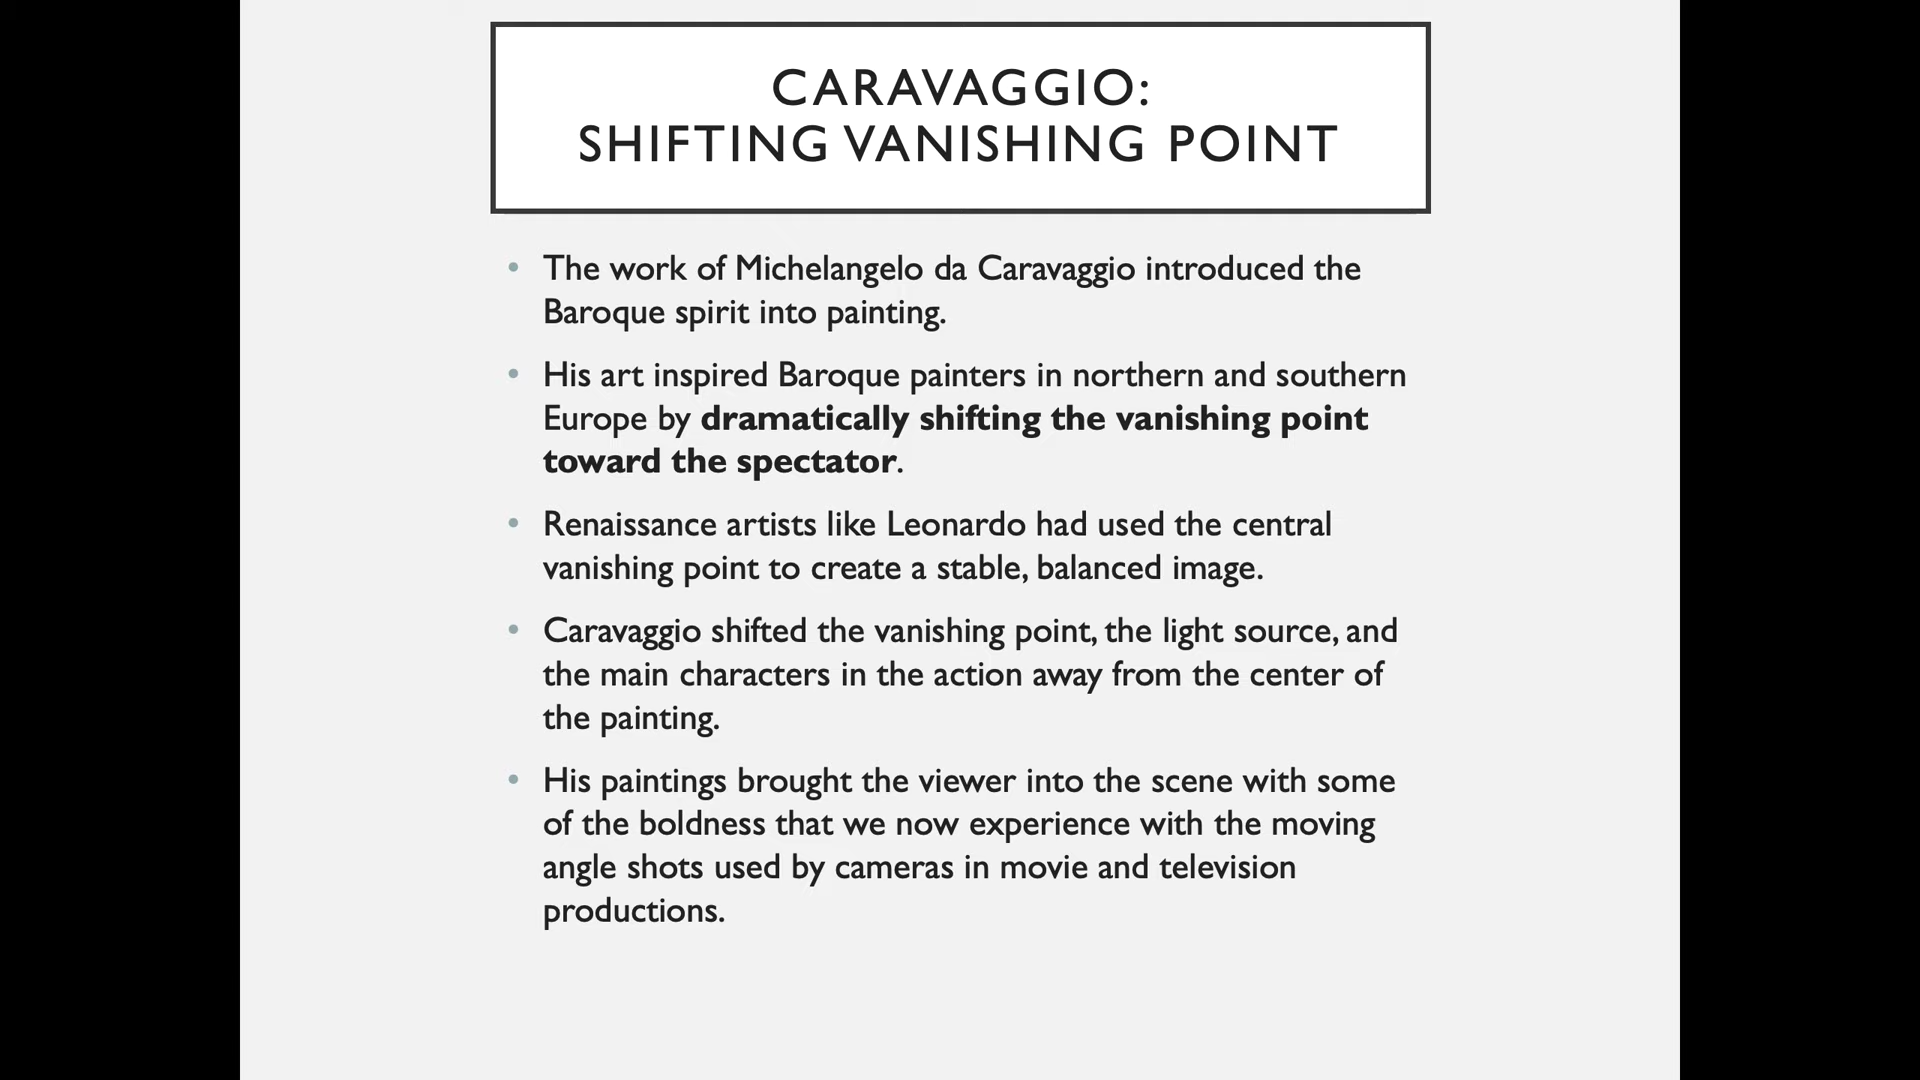 CARAVAGGIO:
SHIFTING VANISHING POINT
• The work of Michelangelo da Caravaggio introduced the
Baroque spirit into painting.
• His art inspired Baroque painters in northern and southern
Europe by dramatically shifting the vanishing point
toward the spectator.
• Renaissance artists like Leonardo had used the central
vanishing point to create a stable, balanced image.
• Caravaggio shifted the vanishing point, the light source, and
the main characters in the action away from the center of
the painting.
• His paintings brought the viewer into the scene with some
of the boldness that we now experience with the moving
angle shots used by cameras in movie and television
productions.